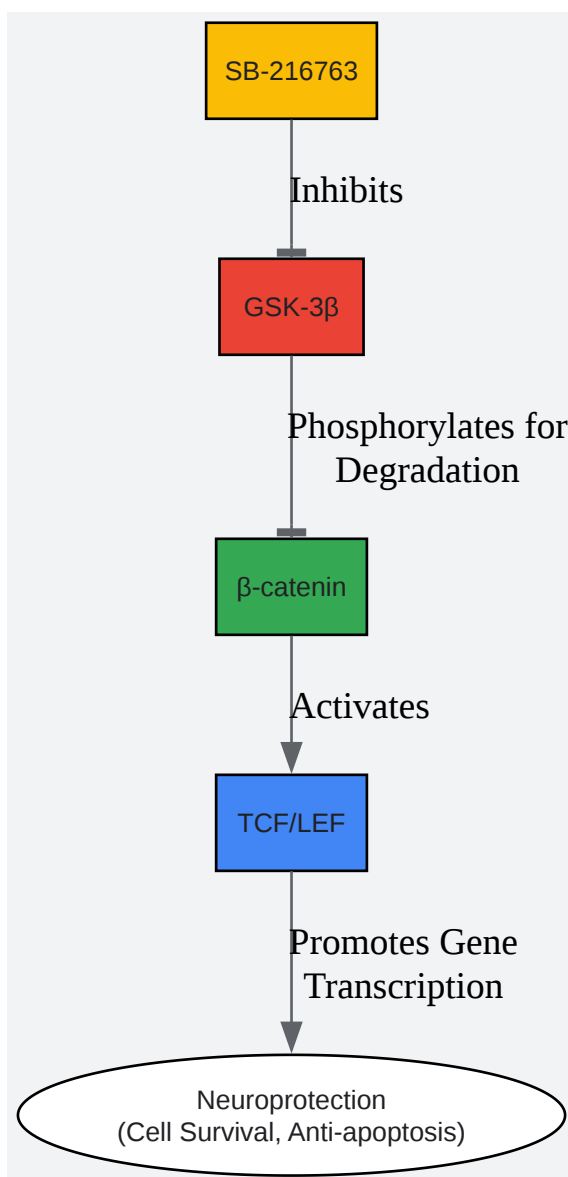 SB-216763
Inhibits
GSK-3β
Phosphorylates for
Degradation
β-catenin
Activates
TCF/LEF
Promotes Gene
Transcription
Neuroprotection
(Cell Survival, Anti-apoptosis)